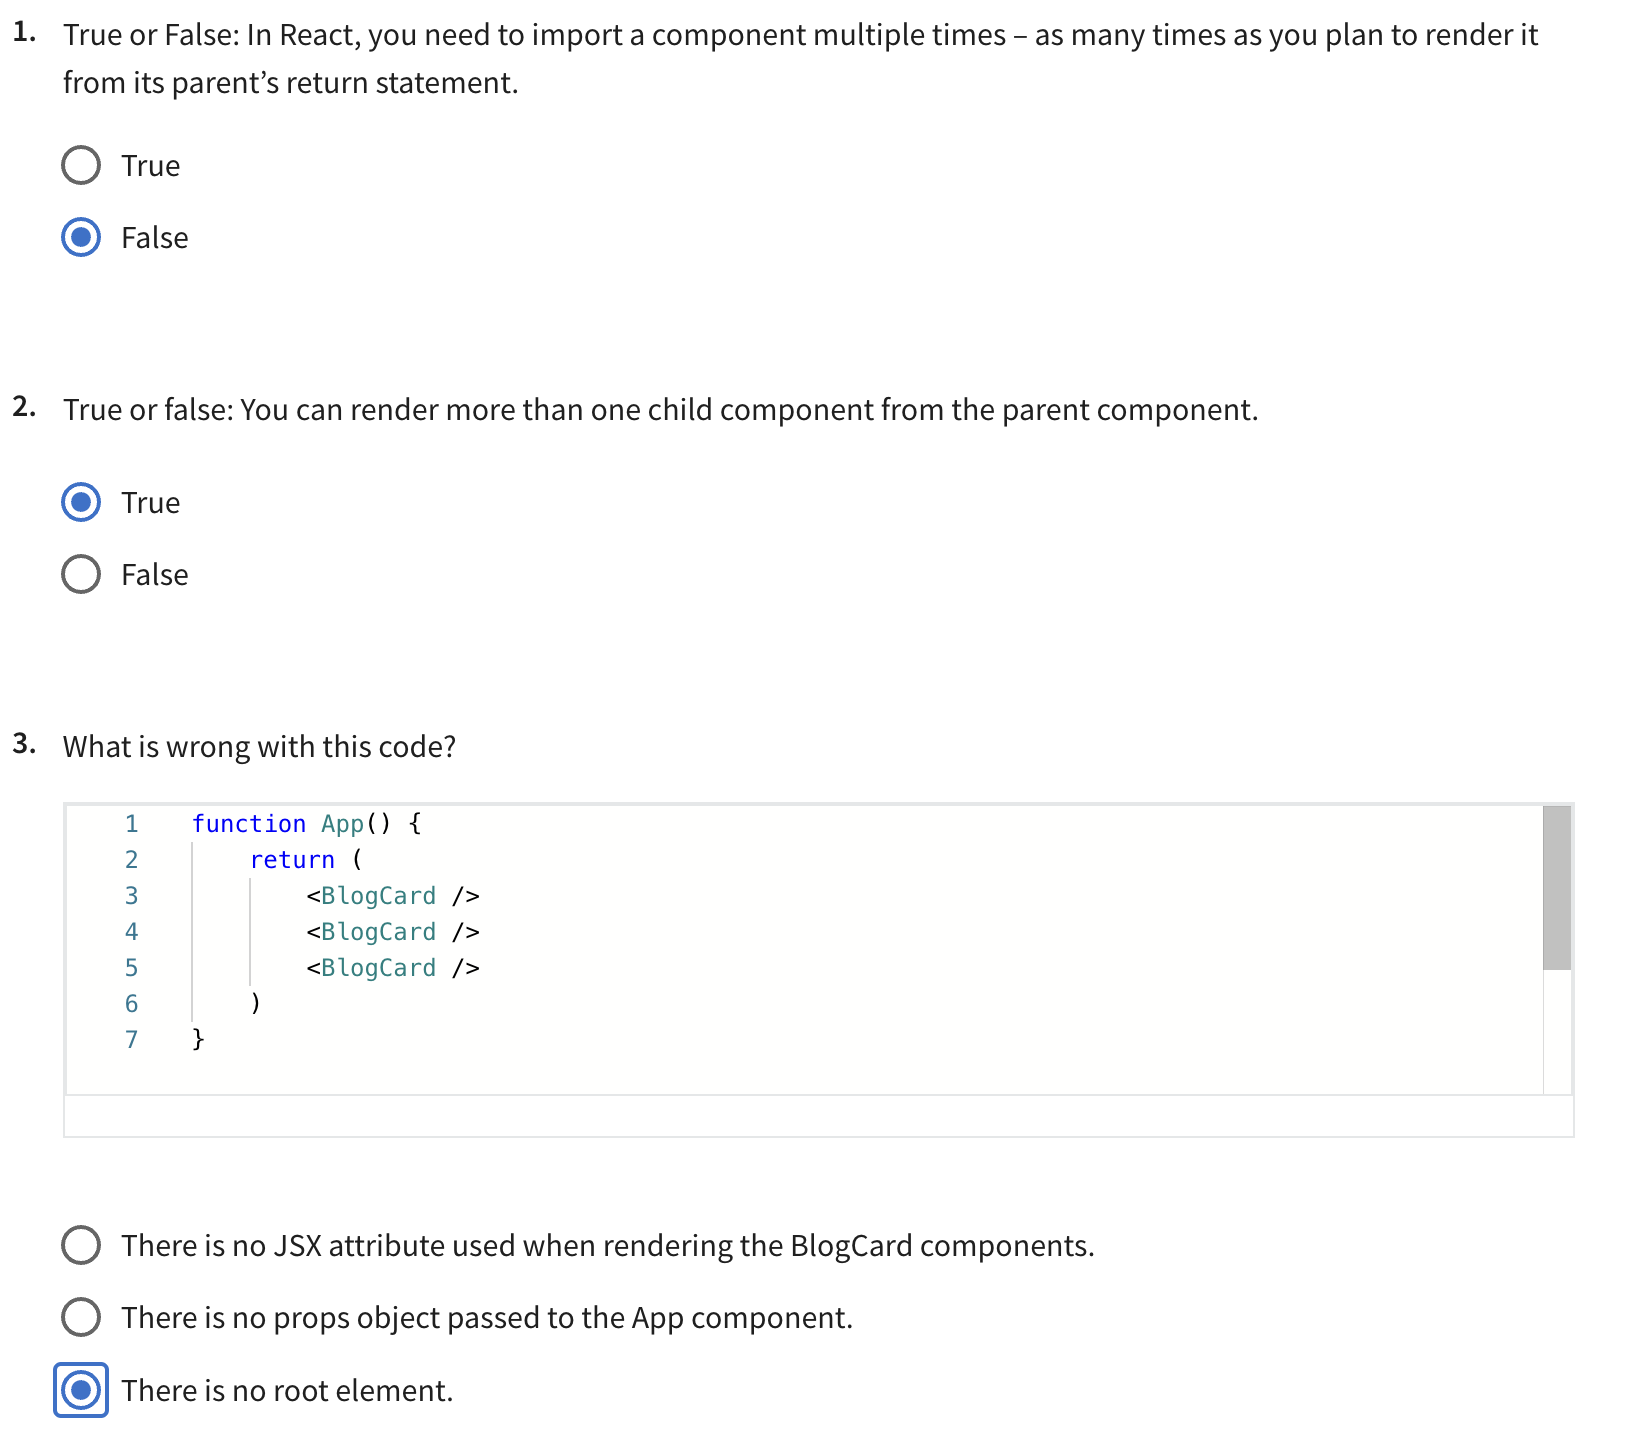 1. True or False: In React, you need to import a component multiple times – as many times as you plan to render it
from its parent’s return statement.
True
False
2. True or false: You can render more than one child component from the parent component.
True
False
3. What is wrong with this code?
1 function App() {
2 return (
3 <BlogCard />
4 <BlogCard />
5 <BlogCard />
6 )
7 }
There is no JSX attribute used when rendering the BlogCard components.
There is no props object passed to the App component.
There is no root element.